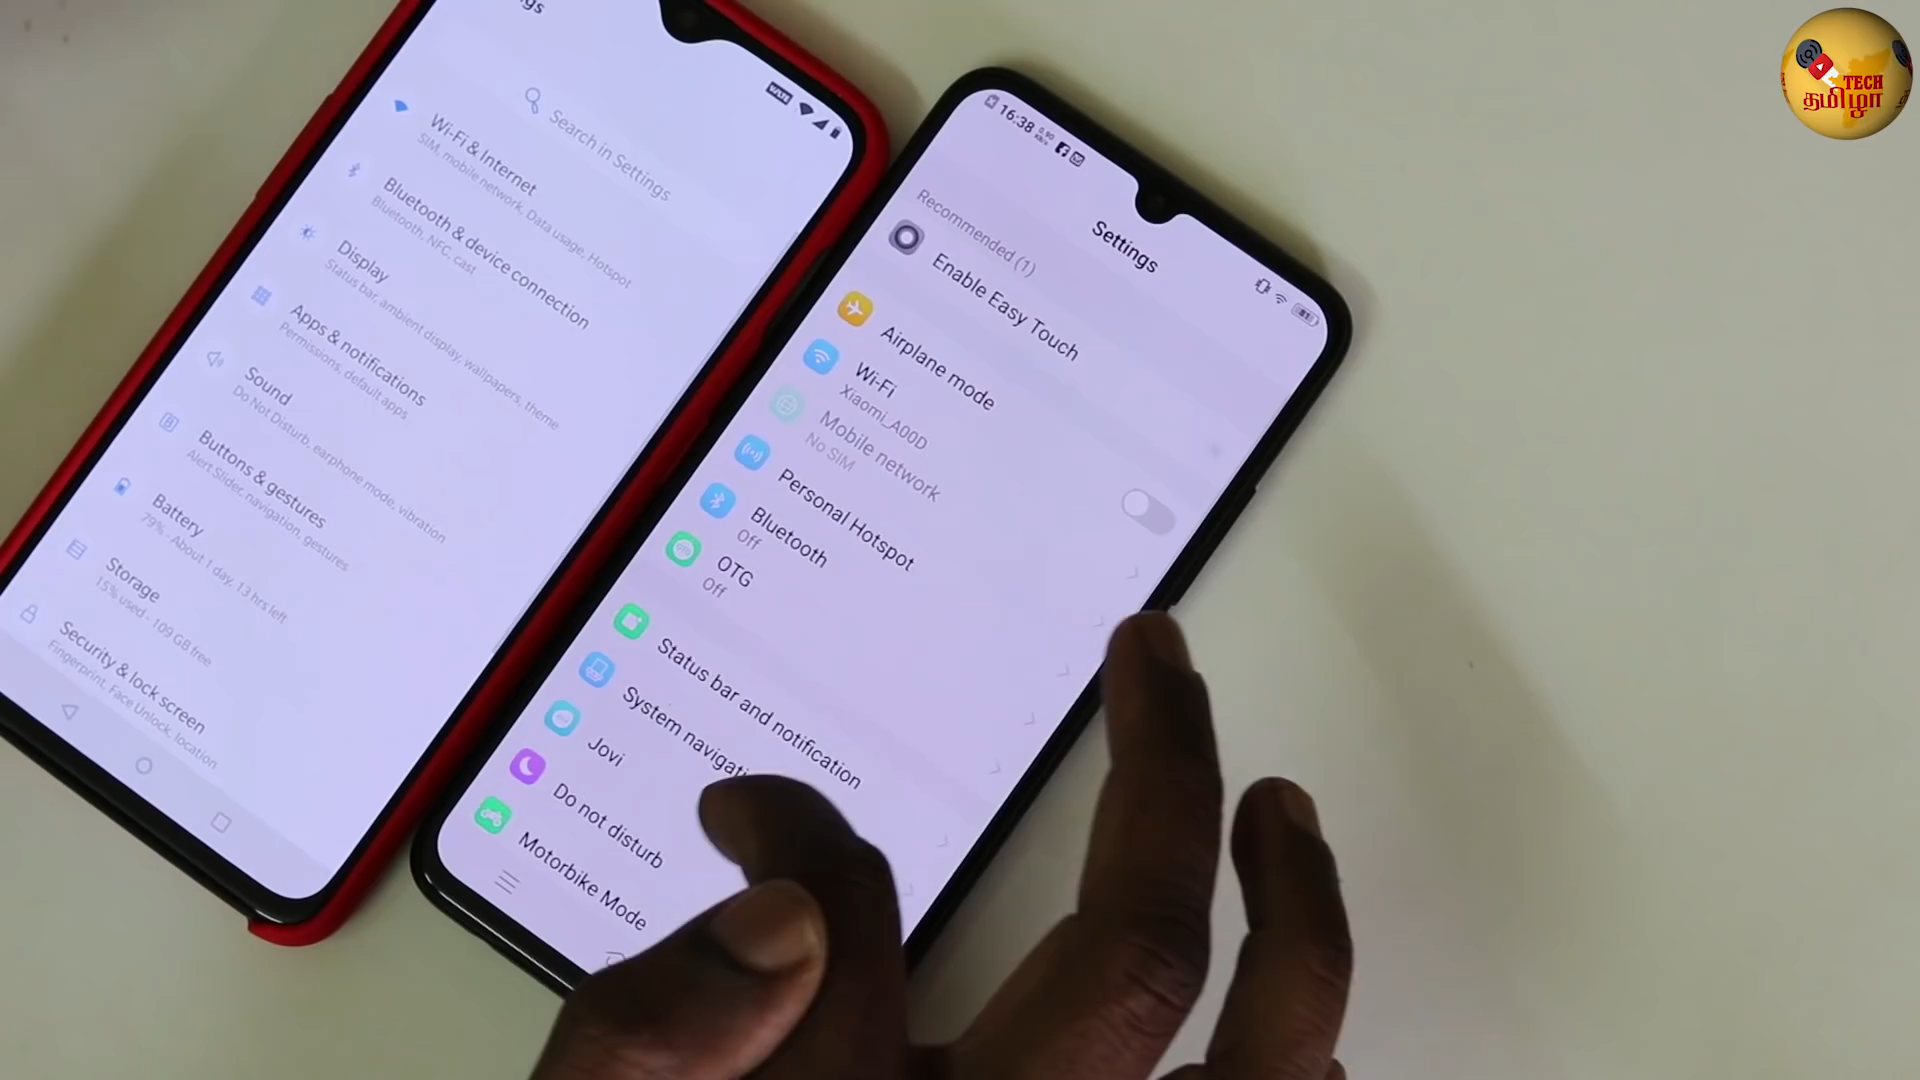 Search in Settings
Wi-Fi & Internet
SIM, mobile network, Data usage, Hotspot
Bluetooth & device connection
Bluetooth, NFC, cast
Display
Status bar, ambient display, wallpapers, theme
Apps & notifications
Permissions, default apps
Sound
Do Not Disturb, earphone mode, vibration
Buttons & gestures
Alert Slider, navigation, gestures
Battery
79% - About 1 day, 13 hrs left
Storage
15% used - 109 GB free
Security & lock screen
Fingerprint, Face Unlock, location
16:38
Settings
Recommended (1)
Enable Easy Touch
Airplane mode
Wi-Fi
Xiaomi_A00D
Mobile network
No SIM
Personal Hotspot
Bluetooth
Off
OTG
Off
Status bar and notification
System
Jovi
Do not disturb
Motorbike Mode
TECH
தமிழா